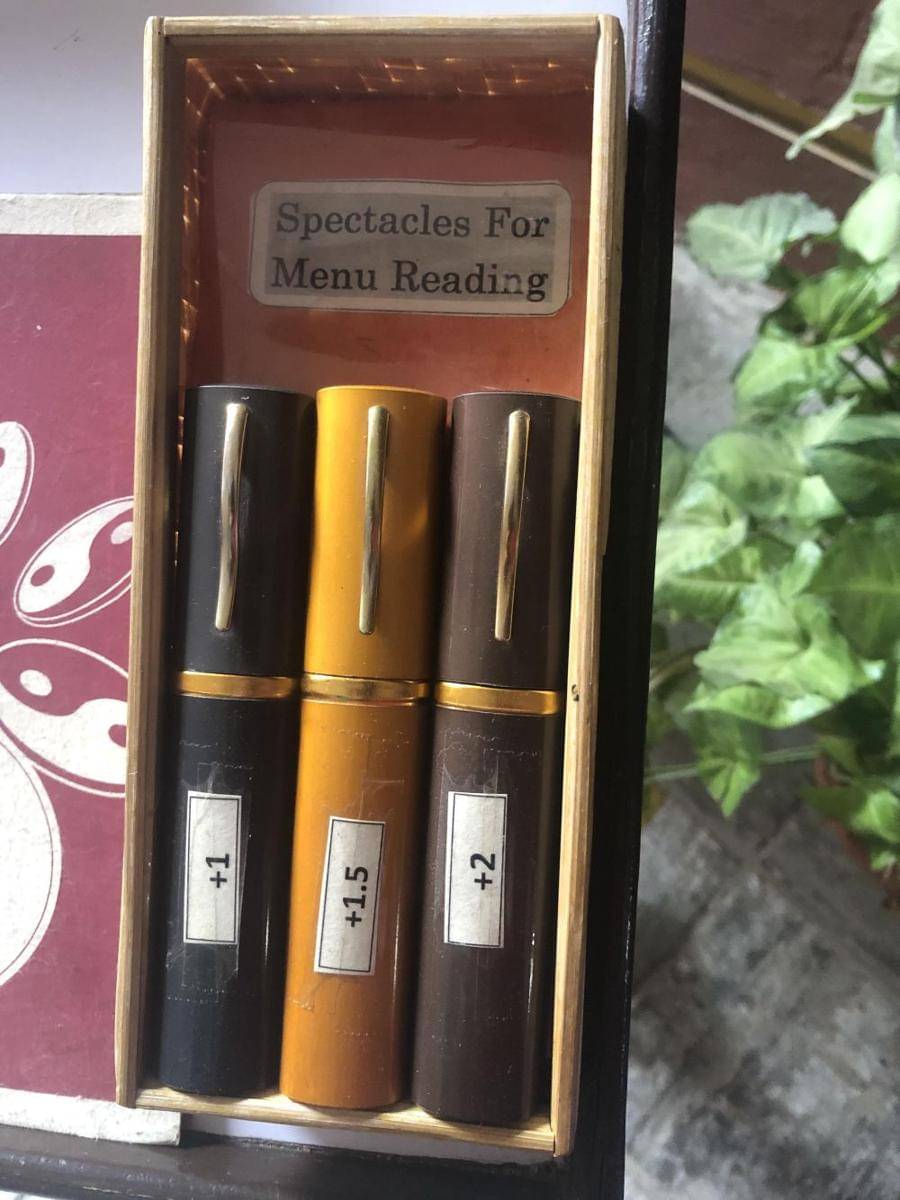 Spectacles For
Menu Reading
+1
+1.5
+2